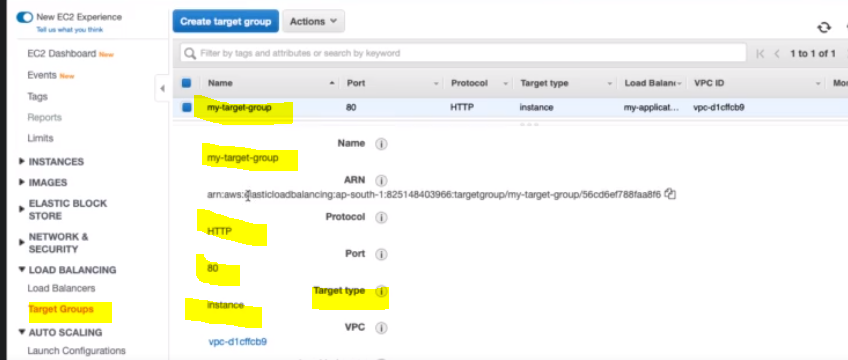 New EC2 Experience
Tell us what you think
Create target group Actions
EC2 Dashboard New
Filter by tags and attributes or search by keyword
1 to 1 of 1
Events New
Name Port Protocol Target type Load Balan VPC ID Mor
Tags
my-target-group 80 HTTP instance my-applicat... vpc-d1cffcb9
Reports
Limits
Name
my-target-group
INSTANCES
ARN
IMAGES
arn:aws:elasticloadbalancing:ap-south-1:825148403966:targetgroup/my-target-group/56cd6ef788faa8f6
ELASTIC BLOCK
STORE
Protocol
HTTP
NETWORK &
SECURITY
Port
LOAD BALANCING
80
Load Balancers
Target type
Target Groups
instance
AUTO SCALING
VPC
vpc-d1cffcb9
Launch Configurations